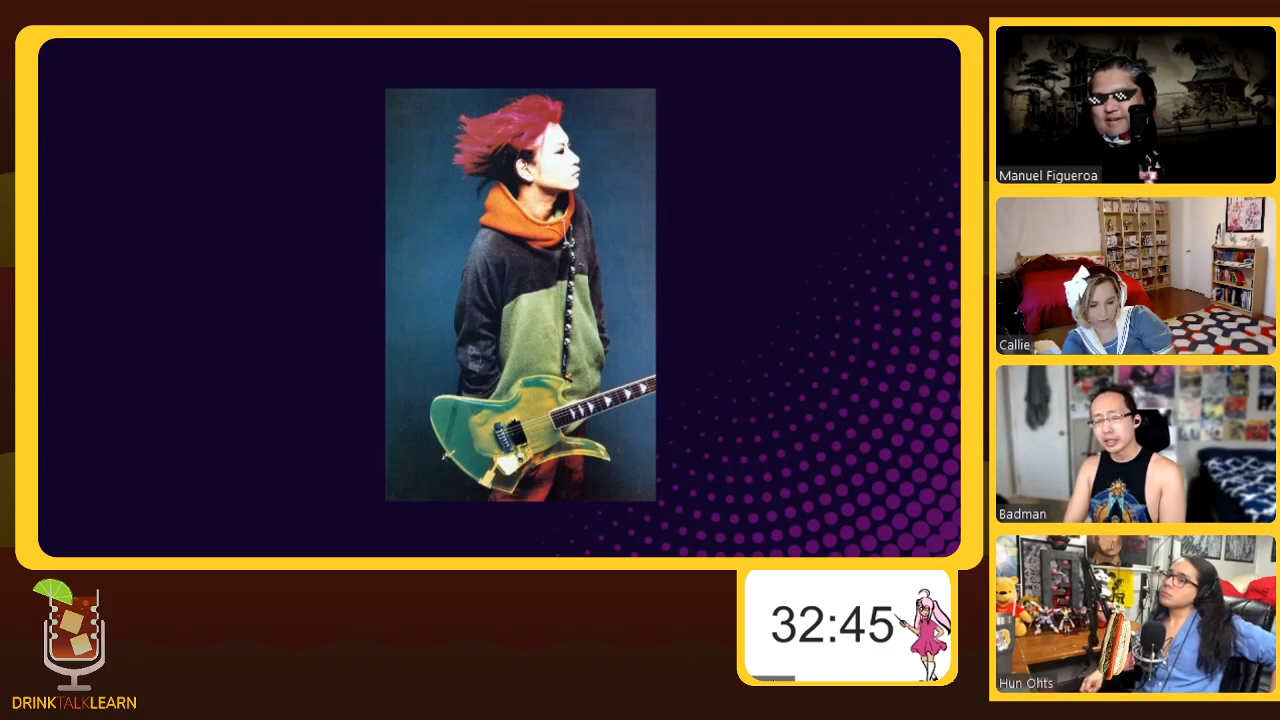 Manuel Figueroa
Callie
Badman
Hun Ohts
32:45
DRINKTALKLEARN